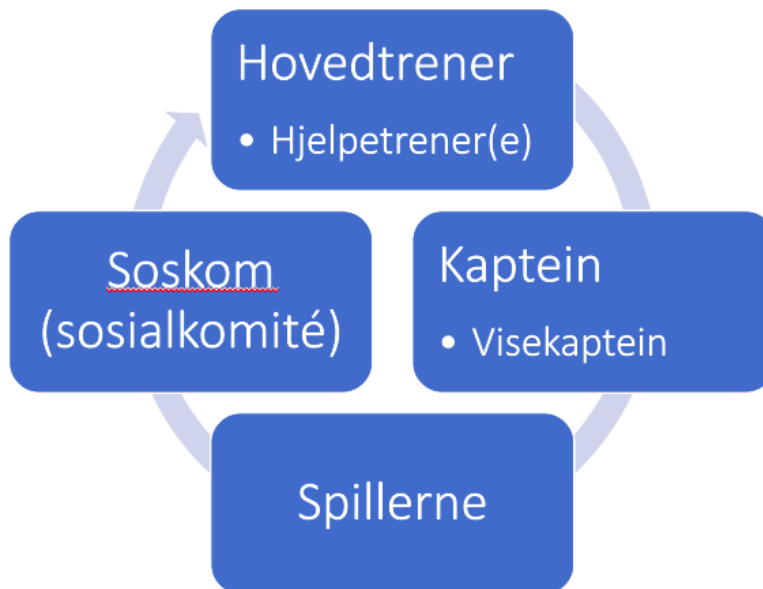 Hovedtrener
• Hjelpetrener(e)
Kaptein
• Visekaptein
Spillerne
Soskom
(sosialkomité)